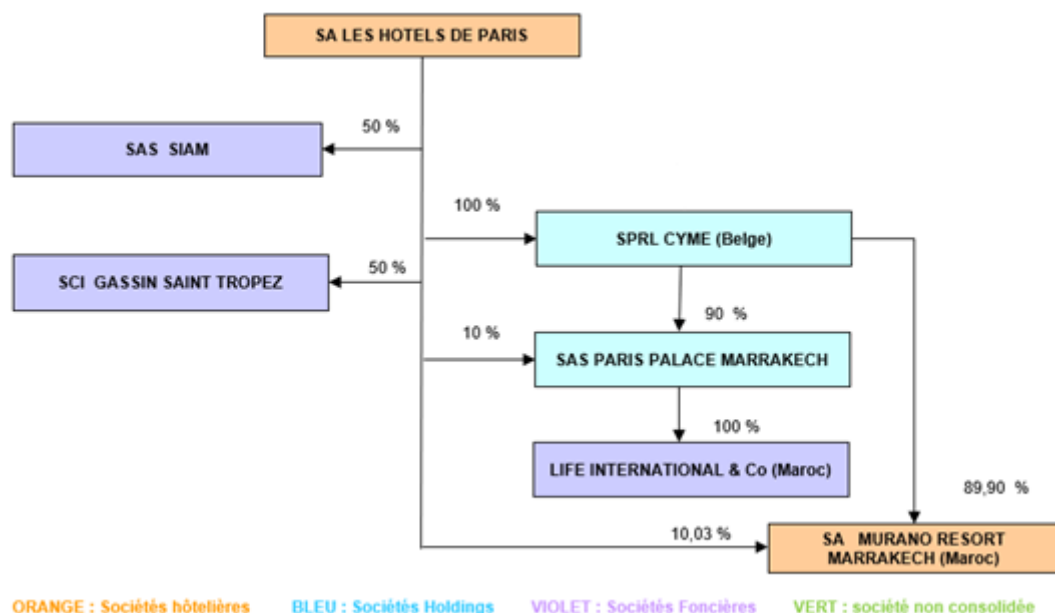 SA LES HOTELS DE PARIS
50 %
SAS SIAM
100 %
SPRL CYME (Belge)
50 %
SCI GASSIN SAINT TROPEZ
90 %
10 %
SAS PARIS PALACE MARRAKECH
100 %
LIFE INTERNATIONAL & Co (Maroc)
89,90 %
10,03 %
SA MURANO RESORT
MARRAKECH (Maroc)
ORANGE : Sociétés hôtelières BLEU : Sociétés Holdings VIOLET : Sociétés Foncières VERT : société non consolidée